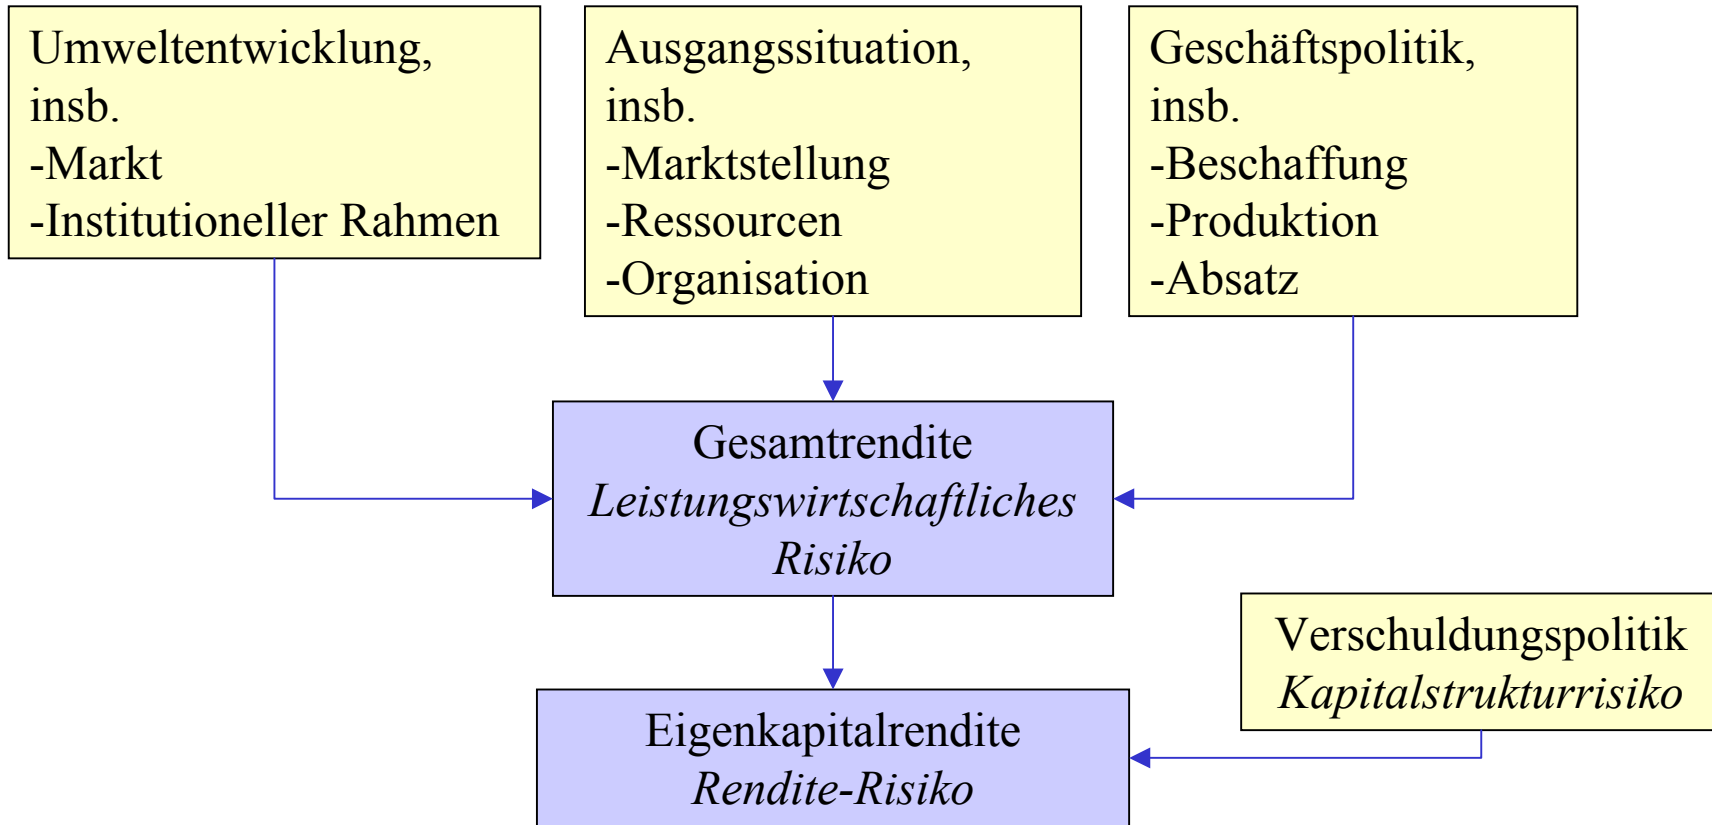 Umweltentwicklung,
insb.
-Markt
-Institutioneller Rahmen
Ausgangssituation,
insb.
-Marktstellung
-Ressourcen
-Organisation
Geschäftspolitik,
insb.
-Beschaffung
-Produktion
-Absatz
Gesamtrendite
Leistungswirtschaftliches
Risiko
Verschuldungspolitik
Kapitalstrukturrisiko
Eigenkapitalrendite
Rendite-Risiko